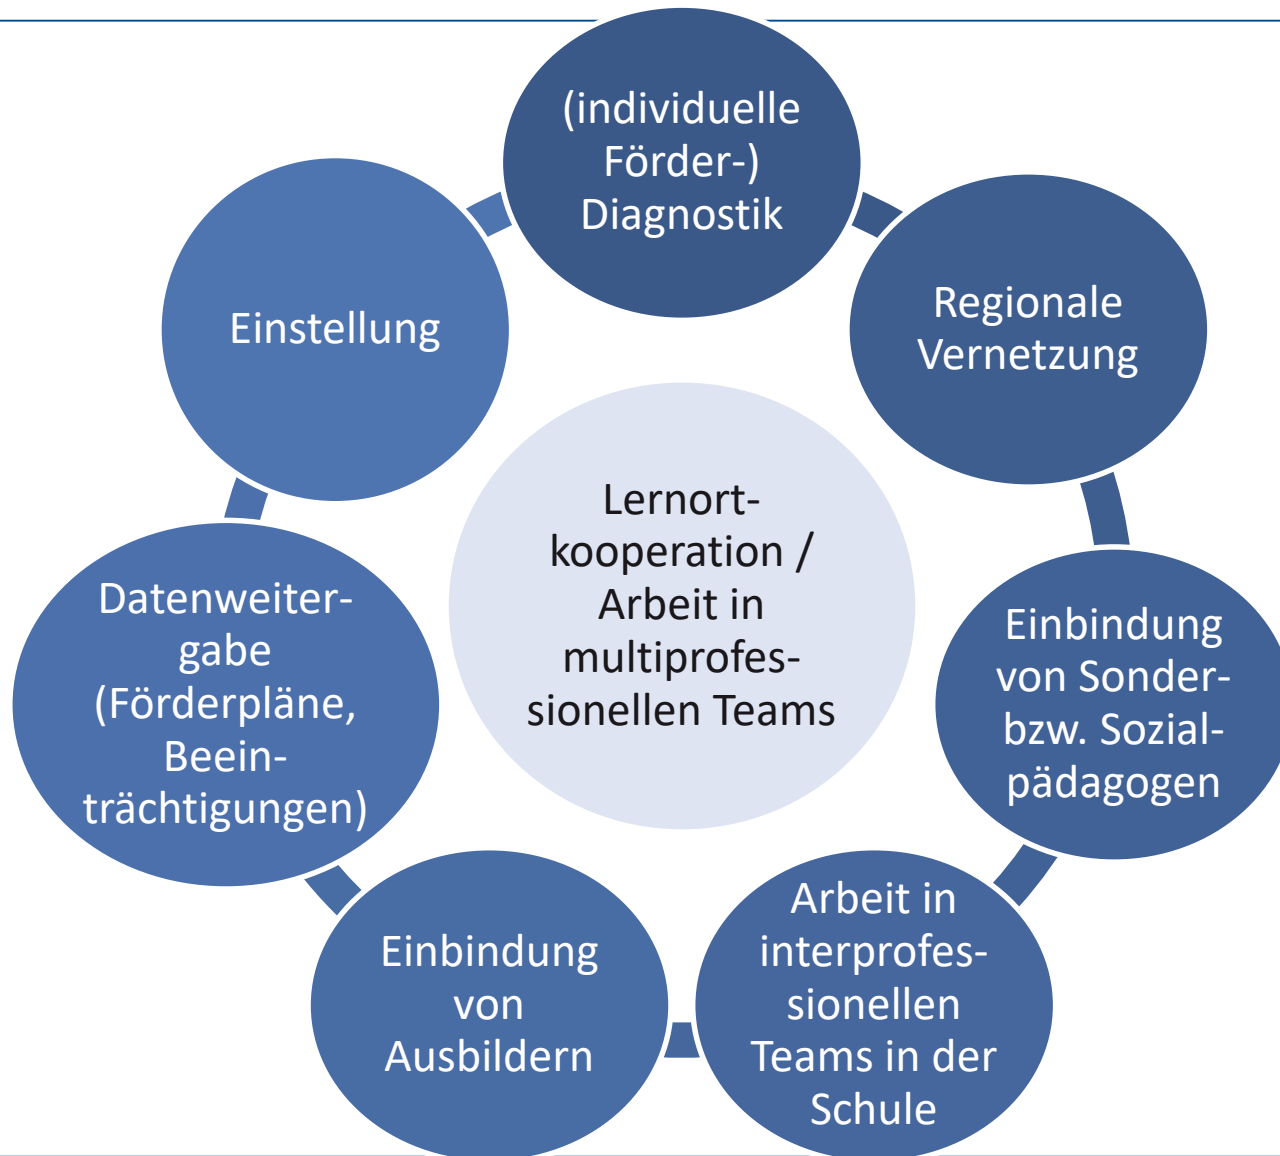 (individuelle
Förder-)
Diagnostik
Regionale
Vernetzung
Einbindung
von Sonder-
bzw. Sozial-
pädagogen
Arbeit in
interprofes-
sionellen
Teams in der
Schule
Einbindung
von
Ausbildern
Datenweiter-
gabe
(Förderpläne,
Beein-
trächtigungen)
Einstellung
Lernort-
kooperation /
Arbeit in
multiprofes-
sionellen Teams